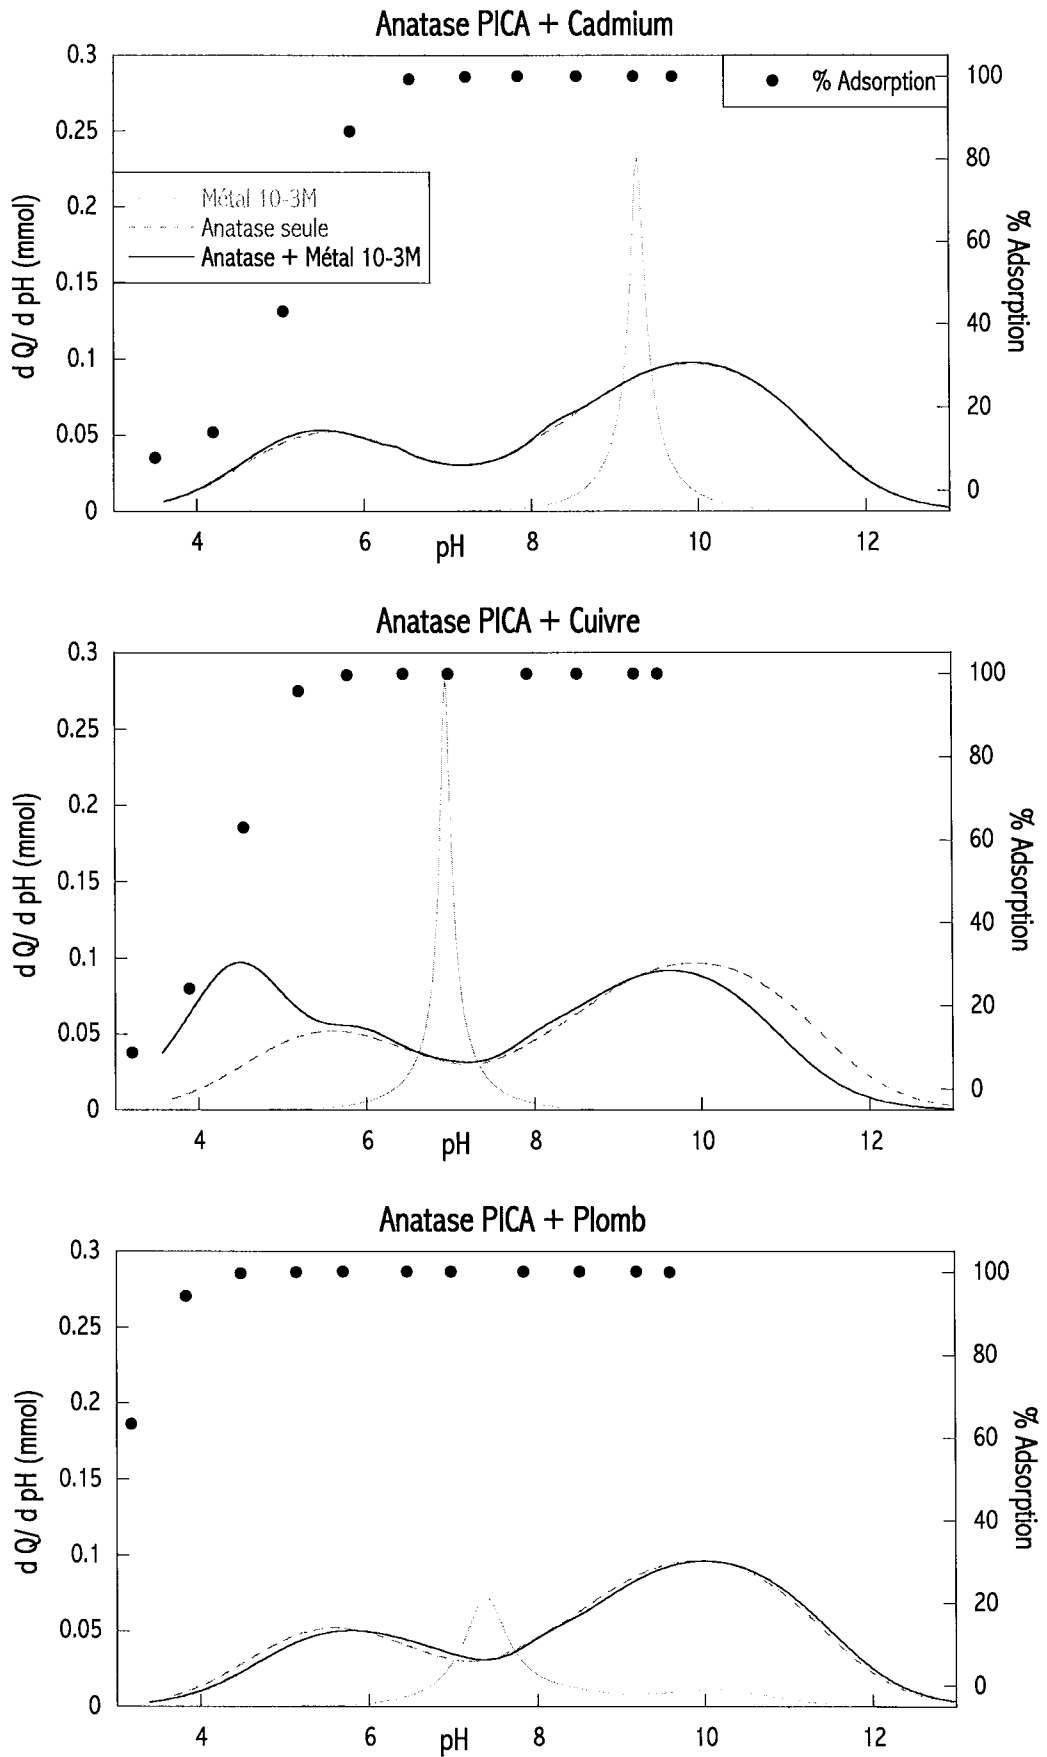 Anatase PICA + Cadmium
0.3
0.25
0.2
0.15
0.1
0.05
0
d Q/ d pH (mmol)
% Adsorption
Métal 10-3M
Anatase seule
Anatase + Métal 10-3M
100
80
60
40
20
0
% Adsorption
4 6 8 10 12
pH
Anatase PICA + Cuivre
0.3
0.25
0.2
0.15
0.1
0.05
0
d Q/ d pH (mmol)
100
80
60
40
20
0
% Adsorption
4 6 8 10 12
pH
Anatase PICA + Plomb
0.3
0.25
0.2
0.15
0.1
0.05
0
d Q/ d pH (mmol)
100
80
60
40
20
0
% Adsorption
4 6 8 10 12
pH